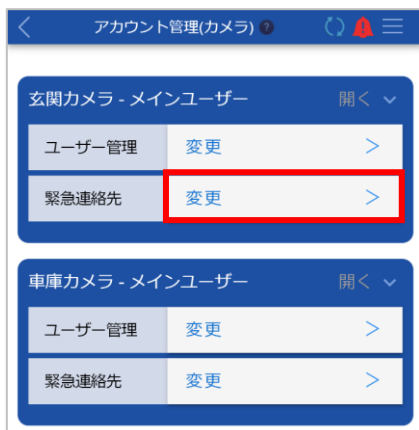 アカウント管理(カメラ) ?
玄関カメラ - メインユーザー 開く
ユーザー管理 変更
緊急連絡先 変更
車庫カメラ - メインユーザー 開く
ユーザー管理 変更
緊急連絡先 変更